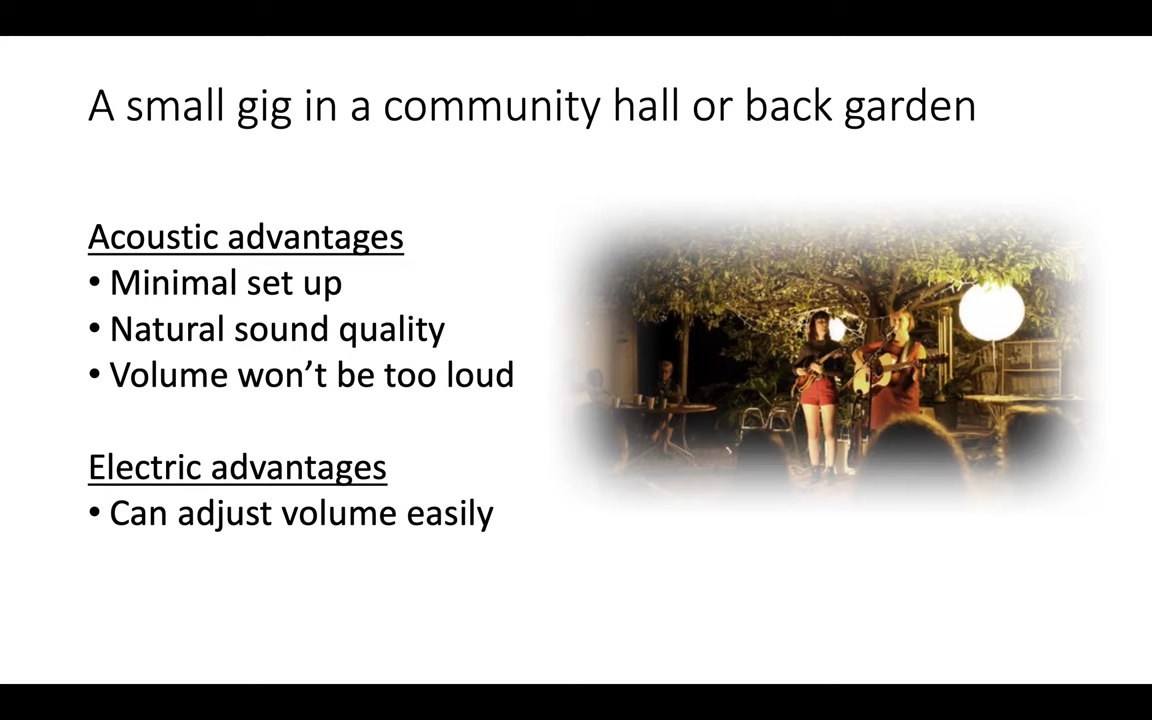 A small gig in a community hall or back garden
Acoustic advantages
• Minimal set up
• Natural sound quality
• Volume won’t be too loud
Electric advantages
• Can adjust volume easily